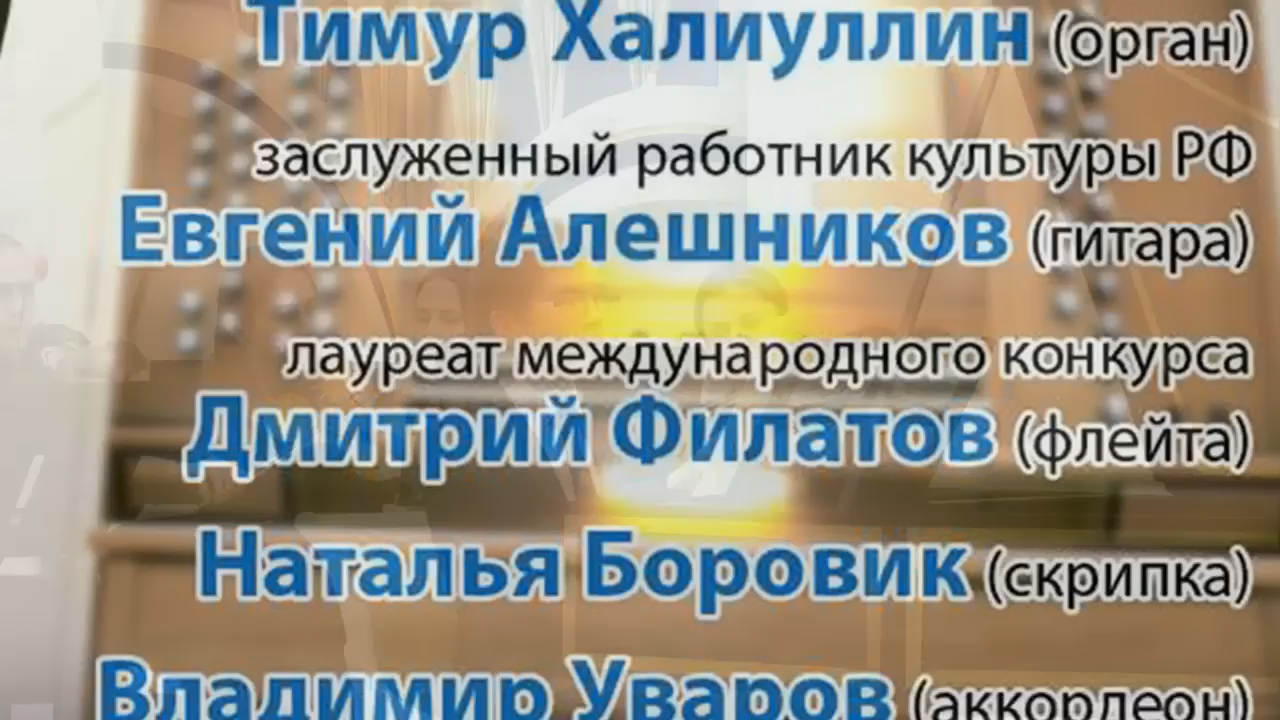 Тимур Халиуллин (орган)
заслуженный работник культуры РФ
Евгений Алешников (гитара)
лауреат международного конкурса
Дмитрий Филатов (флейта)
Наталья Боровик (скрипка)
Владимир Уваров (аккордеон)